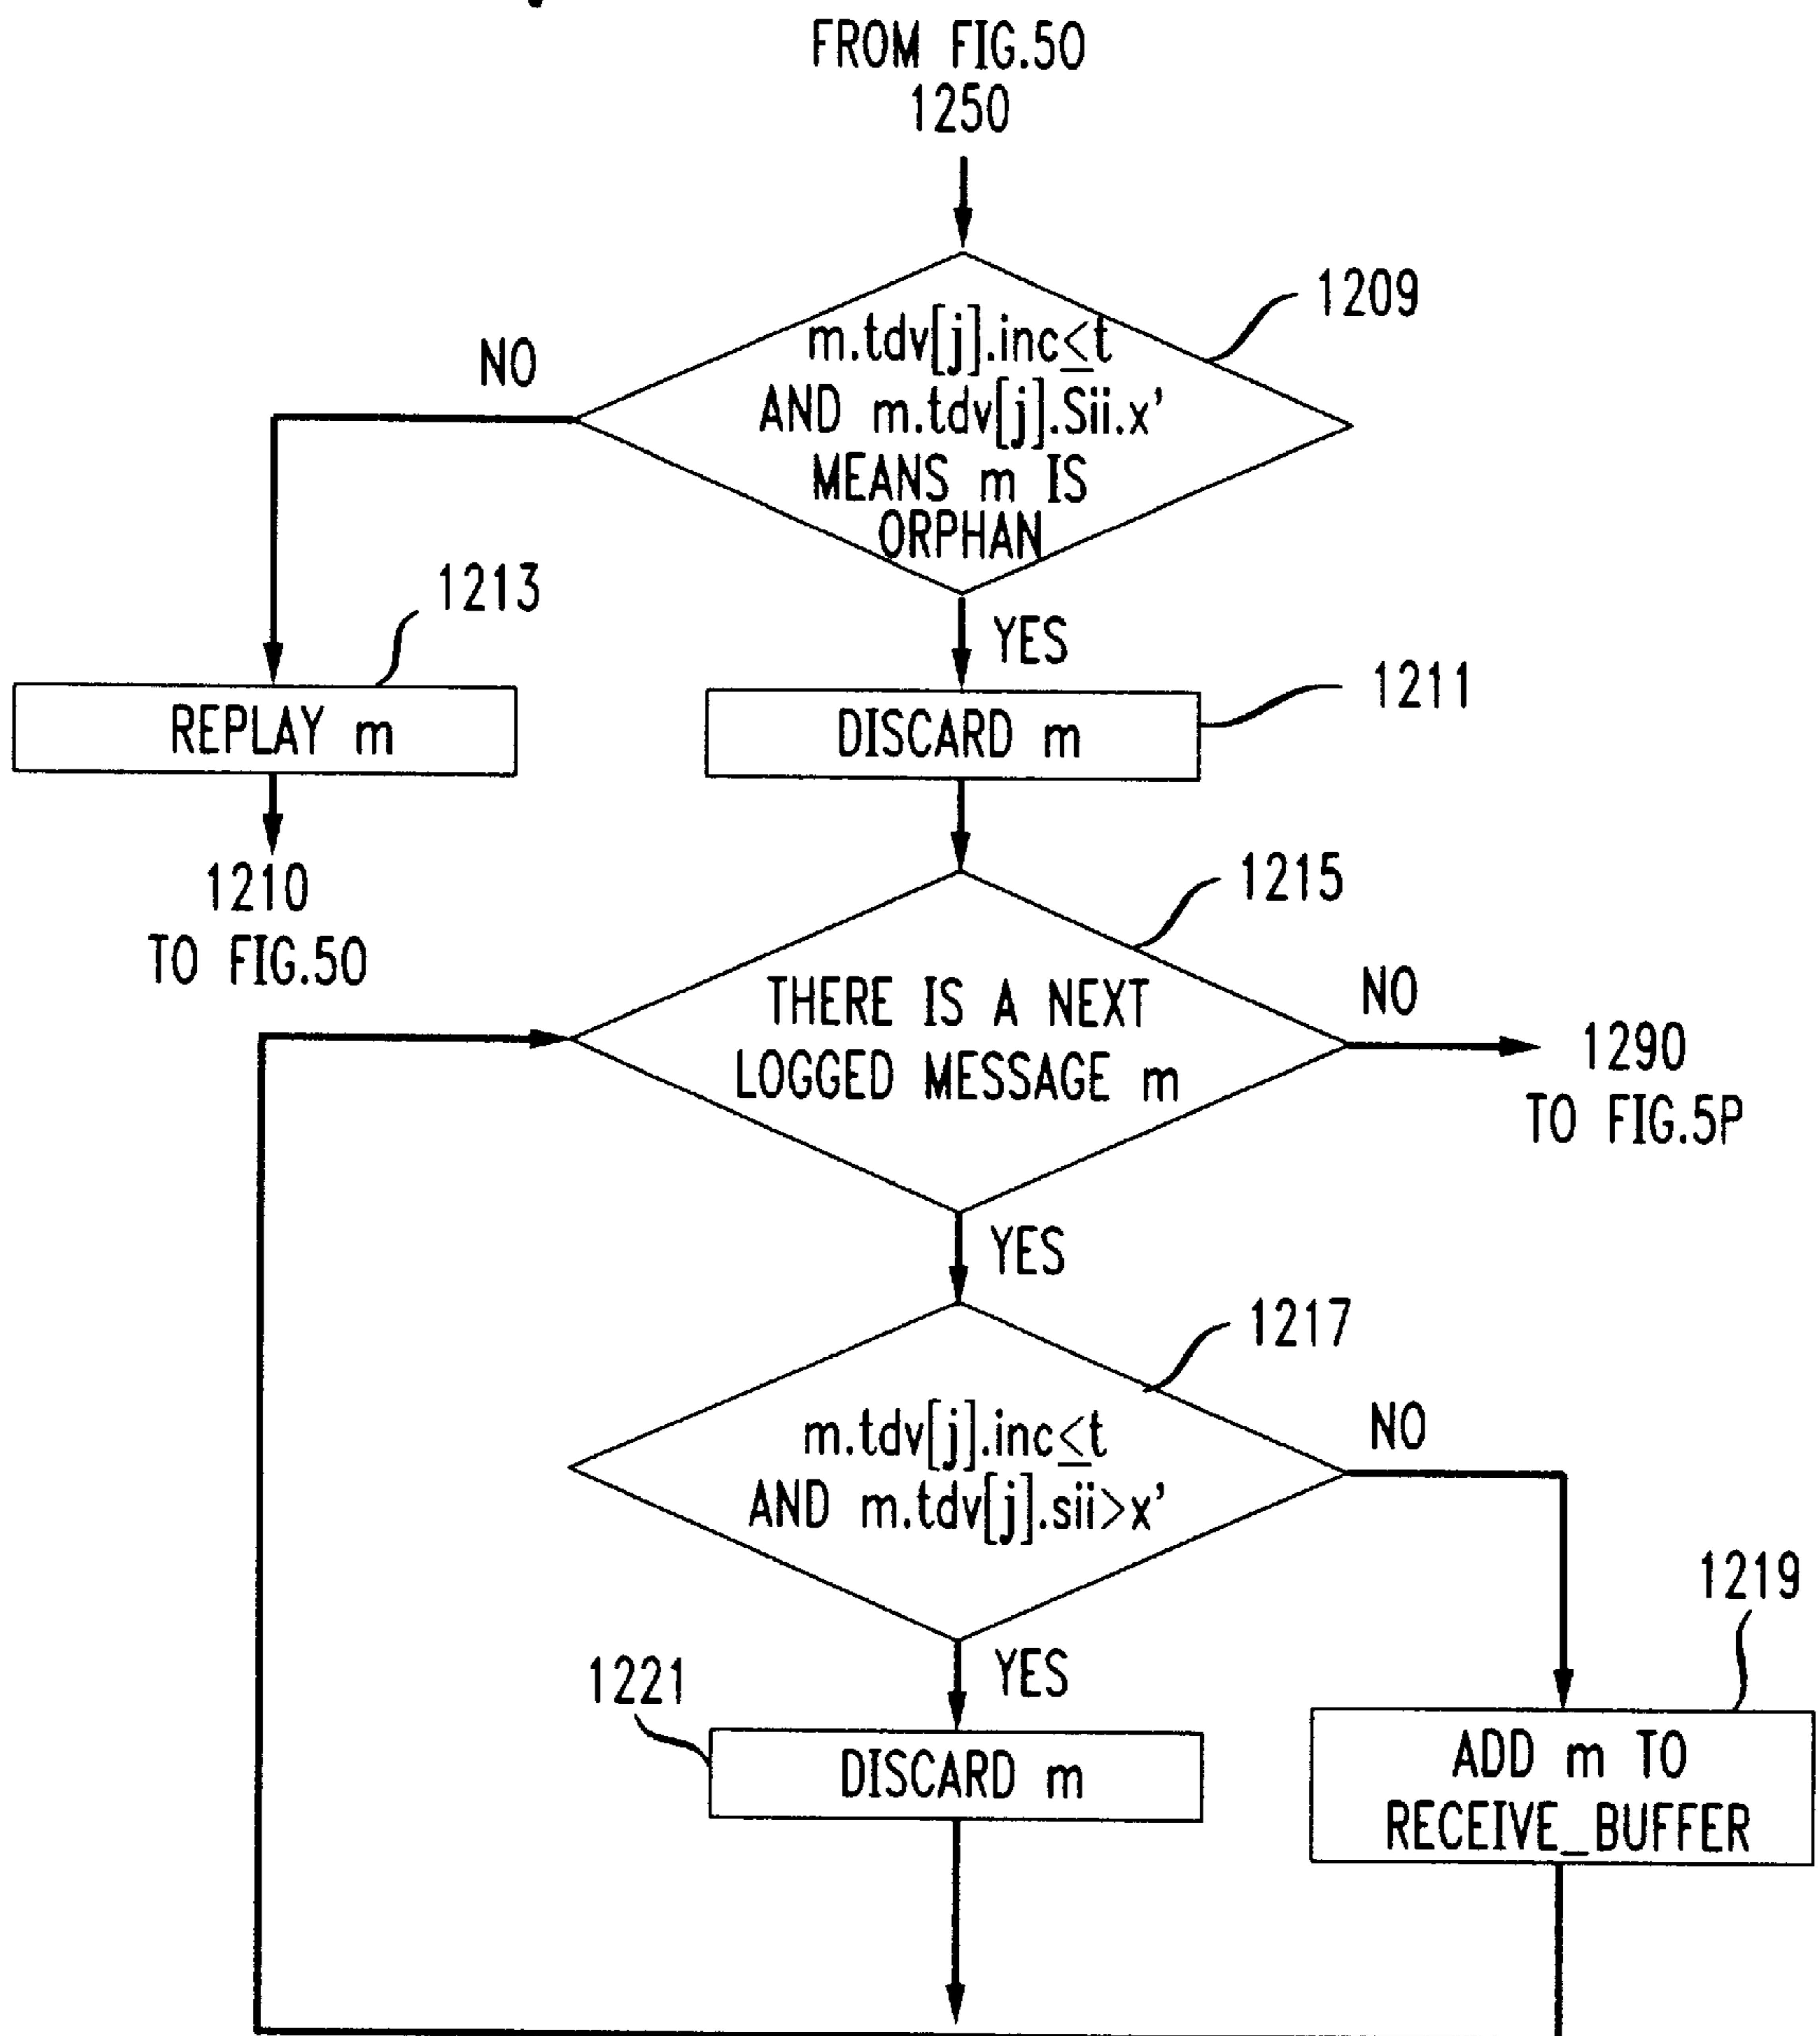 FROM FIG.50
1250
1209
m.tdv[j].inc≤t
AND m.tdv[j].Sii.x'
MEANS m IS
ORPHAN
NO
YES
1213
REPLAY m
1211
DISCARD m
1210
TO FIG.50
1215
THERE IS A NEXT
LOGGED MESSAGE m
NO
1290
TO FIG.5P
YES
1217
m.tdv[j].inc≤t
AND m.tdv[j].sii>x'
NO
YES
1219
1221
DISCARD m
ADD m TO
RECEIVE_BUFFER